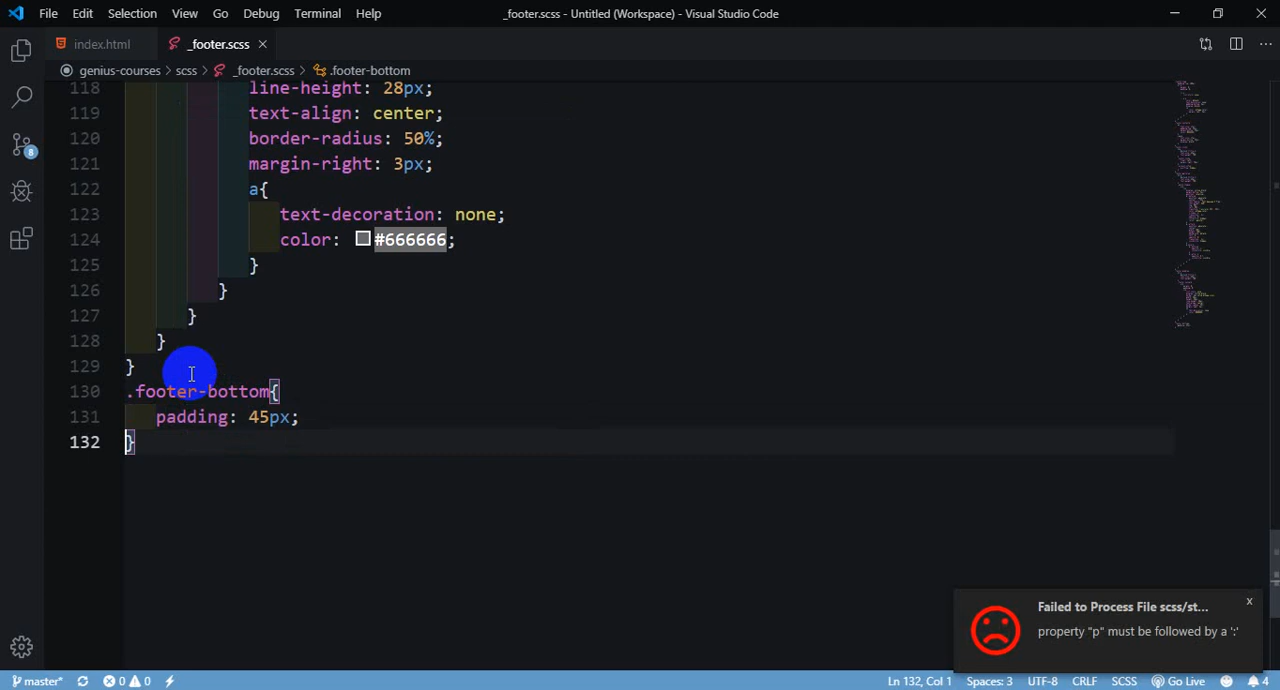 File Edit Selection View Go Debug Terminal Help _footer.scss - Untitled (Workspace) - Visual Studio Code
index.html _footer.scss
genius-courses > scss > _footer.scss > .footer-bottom
118 line-height: 28px;
119 text-align: center;
120 border-radius: 50%;
121 margin-right: 3px;
122 a{
123 text-decoration: none;
124 color: #666666;
125 }
126 }
127 }
128 }
129 }
130 .footer-bottom{
131 padding: 45px;
132 }
Failed to Process File scss/st... x
property "p" must be followed by a ':'
8
master* 0 0 Ln 132, Col 1 Spaces: 3 UTF-8 CRLF SCSS Go Live 4